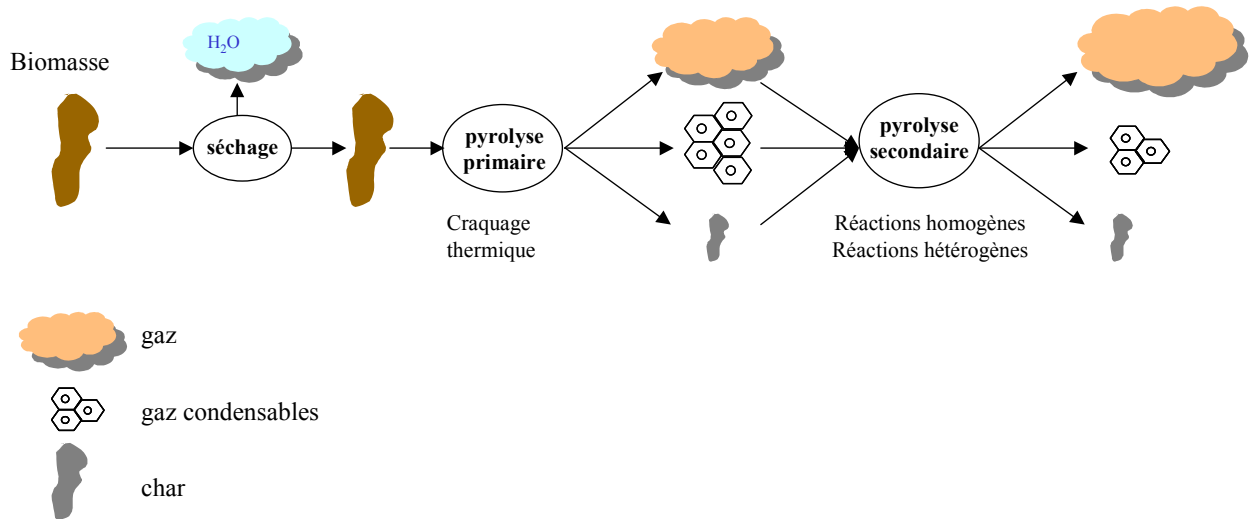 Biomasse
H₂O
séchage
pyrolyse
primaire
Craquage
thermique
pyrolyse
secondaire
Réactions homogènes
Réactions hétérogènes
gaz
gaz condensables
char